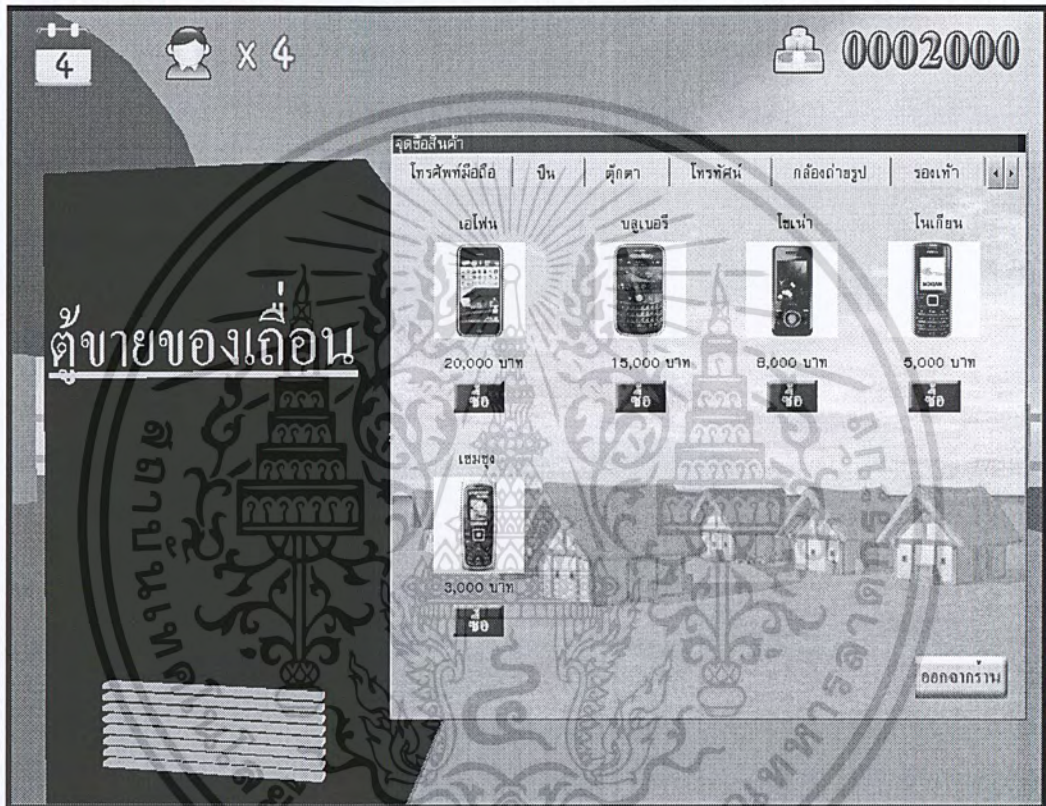 4
X 4
0002000
จุดซื้อสินค้า
โทรศัพท์มือถือ ปืน ตุ๊กตา โทรทัศน์ กล้องถ่ายรูป รองเท้า
เอโฟน บลูเบอรี โซเน่า โนเกียน
20,000 บาท 15,000 บาท 8,000 บาท 5,000 บาท
ซื้อ ซื้อ ซื้อ ซื้อ
ตู้ขายของเถื่อน
เซมซุง
3,000 บาท
ซื้อ
ออกจากร้าน